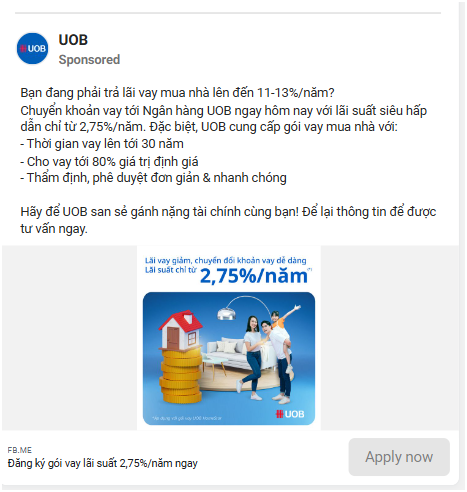 UOB
UOB
Sponsored
Bạn đang phải trả lãi vay mua nhà lên đến 11-13%/năm?
Chuyển khoản vay tới Ngân hàng UOB ngay hôm nay với lãi suất siêu hấp
dẫn chỉ từ 2,75%/năm. Đặc biệt, UOB cung cấp gói vay mua nhà với:
- Thời gian vay lên tới 30 năm
- Cho vay tới 80% giá trị định giá
- Thẩm định, phê duyệt đơn giản & nhanh chóng
Hãy để UOB san sẻ gánh nặng tài chính cùng bạn! Để lại thông tin để được
tư vấn ngay.
Lãi vay giảm, chuyển đổi khoản vay dễ dàng
Lãi suất chỉ từ 2,75%/năm(*)
UOB
FB.ME
Đăng ký gói vay lãi suất 2,75%/năm ngay
Apply now